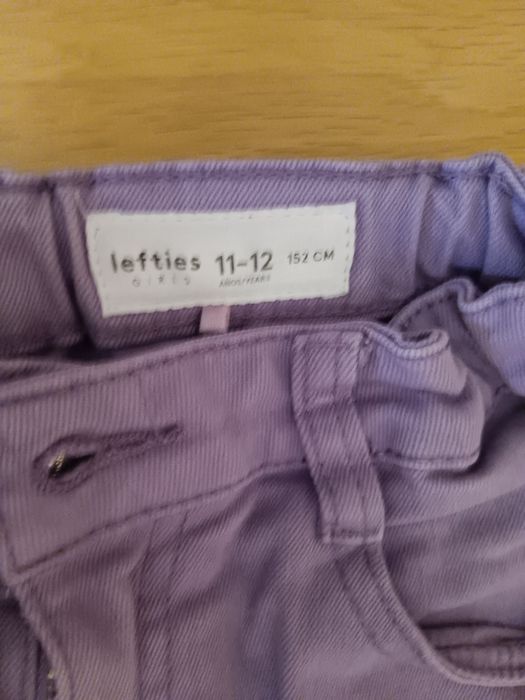 lefties 11-12 152 CM
GIRLS AÑOS/YEARS